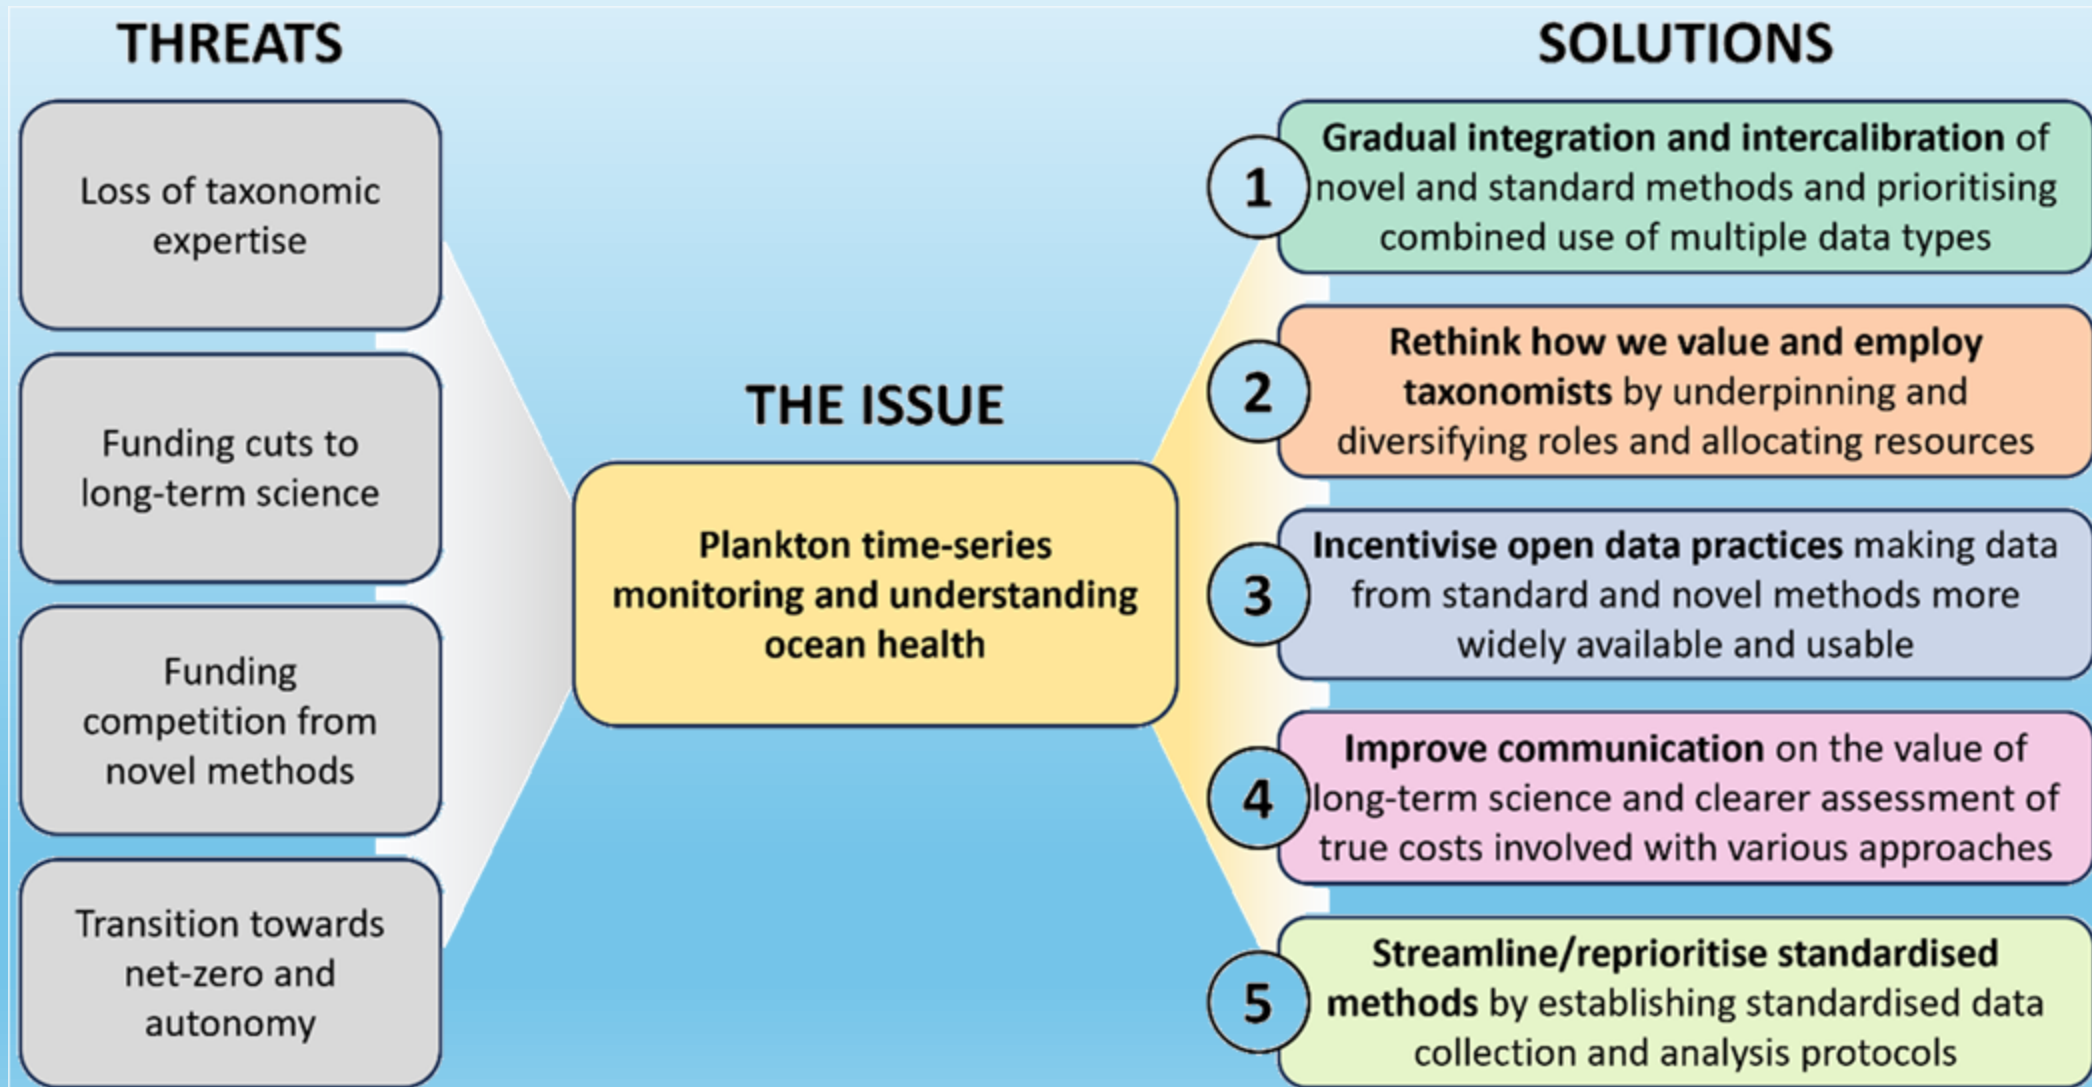 THREATS
Loss of taxonomic
expertise
Funding cuts to
long-term science
Funding
competition from
novel methods
Transition towards
net-zero and
autonomy
THE ISSUE
Plankton time-series
monitoring and understanding
ocean health
SOLUTIONS
1
Gradual integration and intercalibration of
novel and standard methods and prioritising
combined use of multiple data types
2
Rethink how we value and employ
taxonomists by underpinning and
diversifying roles and allocating resources
3
Incentivise open data practices making data
from standard and novel methods more
widely available and usable
4
Improve communication on the value of
long-term science and clearer assessment of
true costs involved with various approaches
5
Streamline/reprioritise standardised
methods by establishing standardised data
collection and analysis protocols